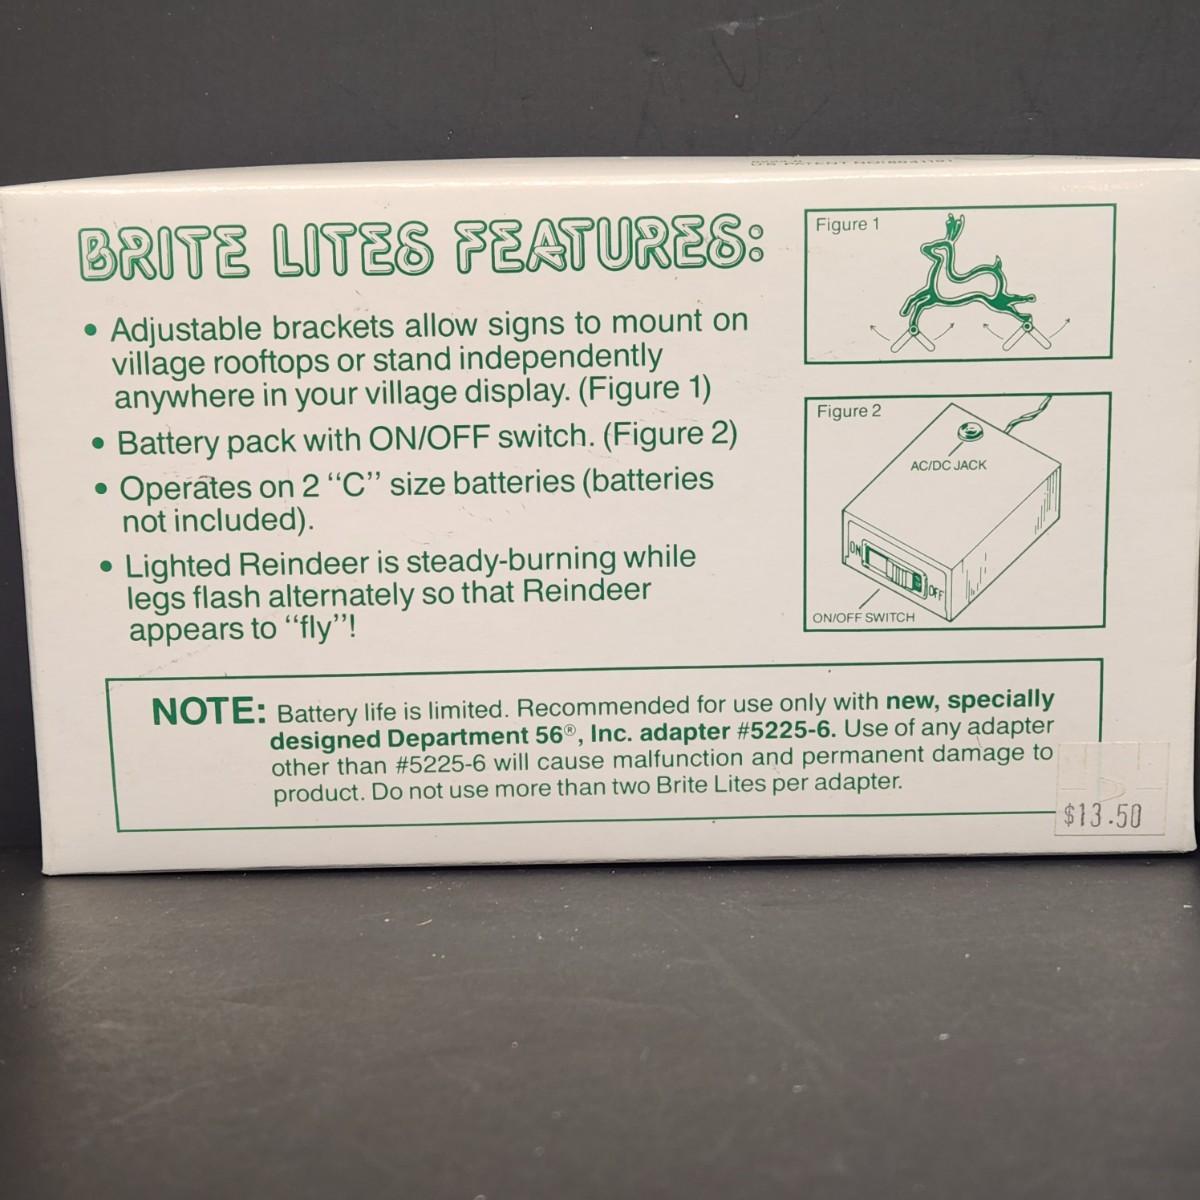 U.S. PATENT NO.
BRITE LITES FEATURES:
• Adjustable brackets allow signs to mount on
village rooftops or stand independently
anywhere in your village display. (Figure 1)
• Battery pack with ON/OFF switch. (Figure 2)
• Operates on 2 “C” size batteries (batteries
not included).
• Lighted Reindeer is steady-burning while
legs flash alternately so that Reindeer
appears to “fly”!
Figure 1
Figure 2
AC/DC JACK
ON
OFF
ON/OFF SWITCH
NOTE: Battery life is limited. Recommended for use only with new, specially
designed Department 56®, Inc. adapter #5225-6. Use of any adapter
other than #5225-6 will cause malfunction and permanent damage to
product. Do not use more than two Brite Lites per adapter.
$13.50